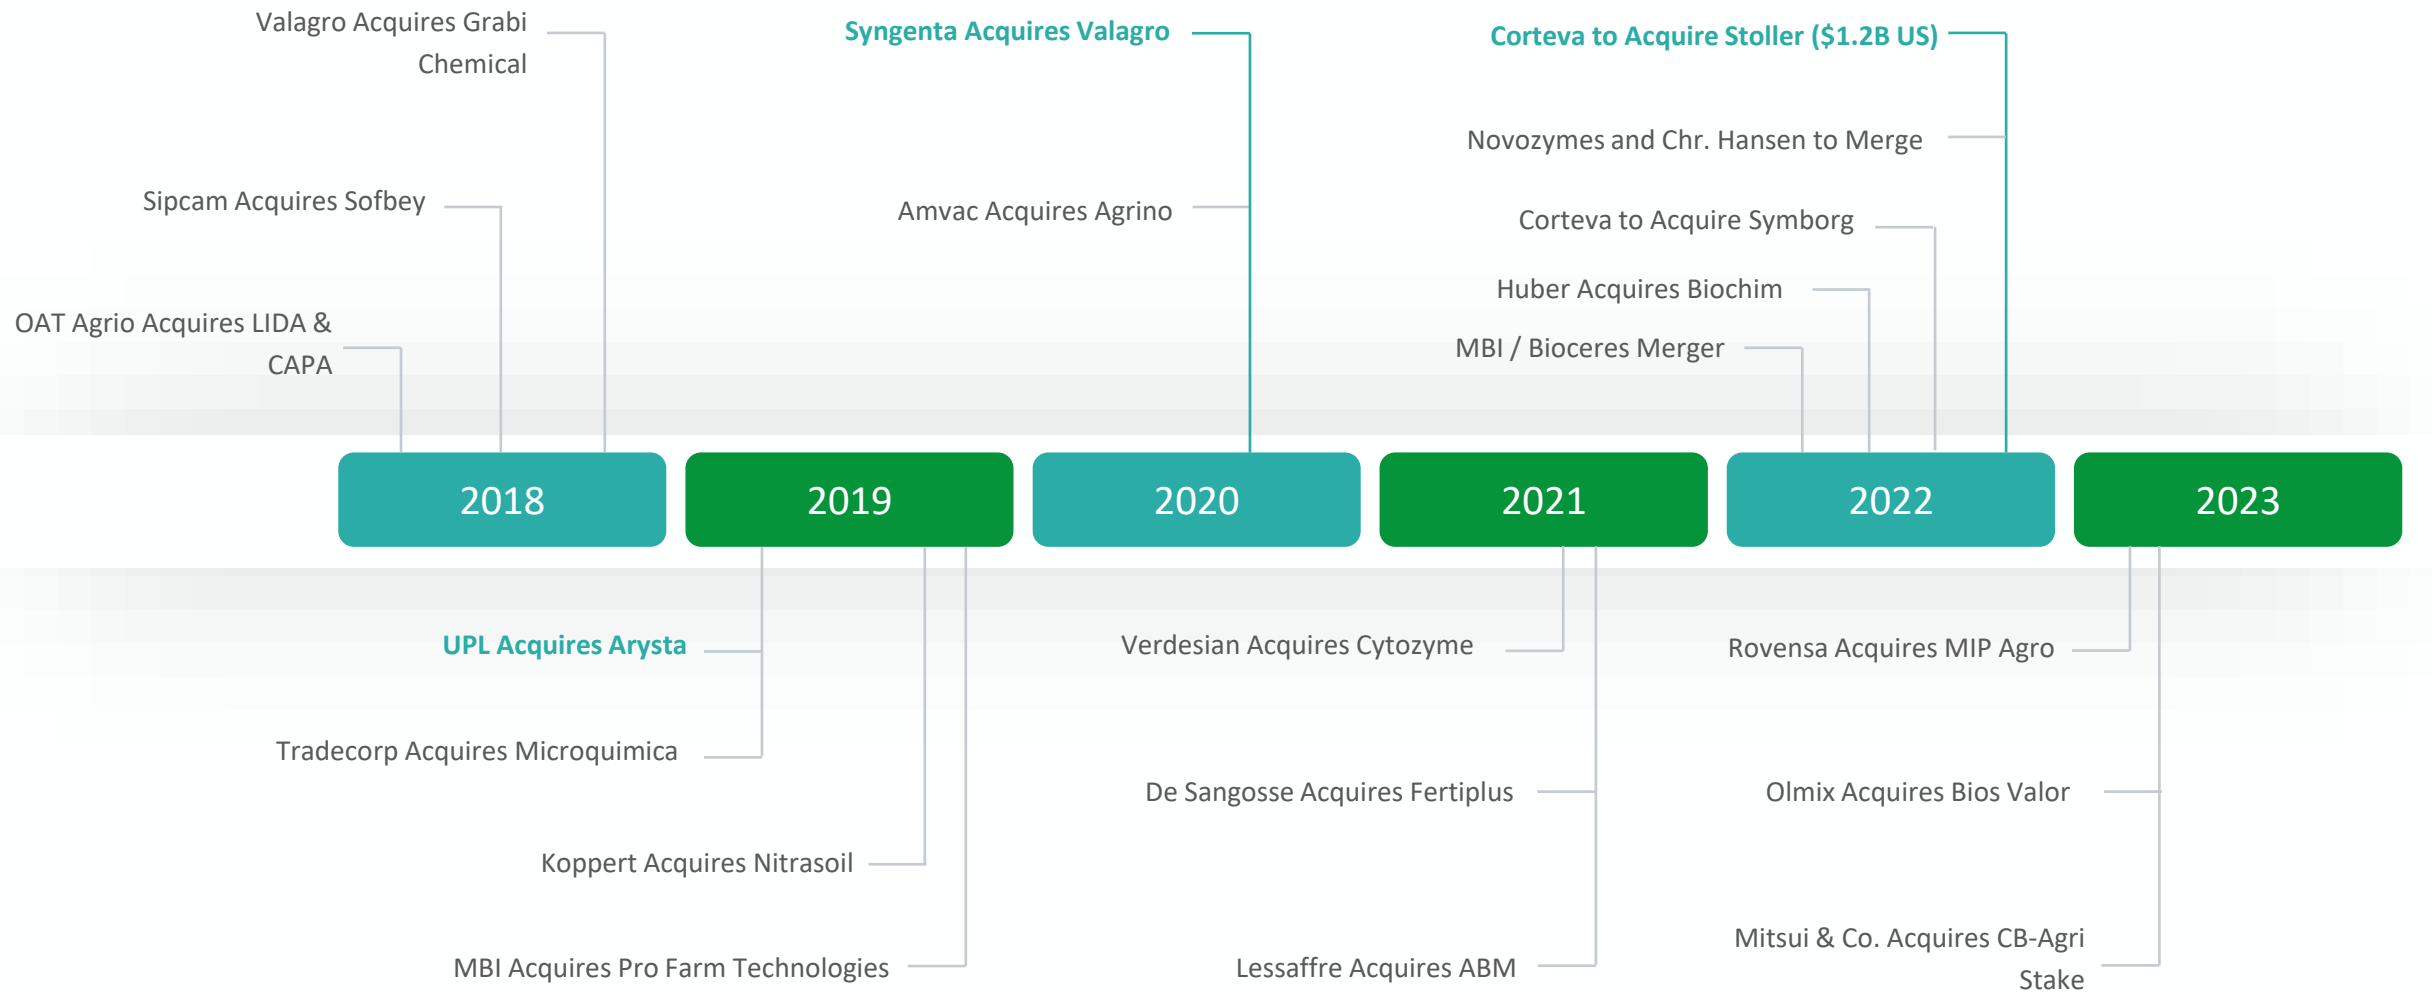 Valagro Acquires Grabi
Chemical
Syngenta Acquires Valagro
Corteva to Acquire Stoller ($1.2B US)
Novozymes and Chr. Hansen to Merge
Sipcam Acquires Sofbey
Amvac Acquires Agrino
Corteva to Acquire Symborg
Huber Acquires Biochim
OAT Agrio Acquires LIDA &
CAPA
MBI / Bioceres Merger
2018
2019
2020
2021
2022
2023
UPL Acquires Arysta
Verdesian Acquires Cytozyme
Rovensa Acquires MIP Agro
Tradecorp Acquires Microquimica
De Sangosse Acquires Fertiplus
Olmix Acquires Bios Valor
Koppert Acquires Nitrasoil
MBI Acquires Pro Farm Technologies
Lessaffre Acquires ABM
Mitsui & Co. Acquires CB-Agri
Stake